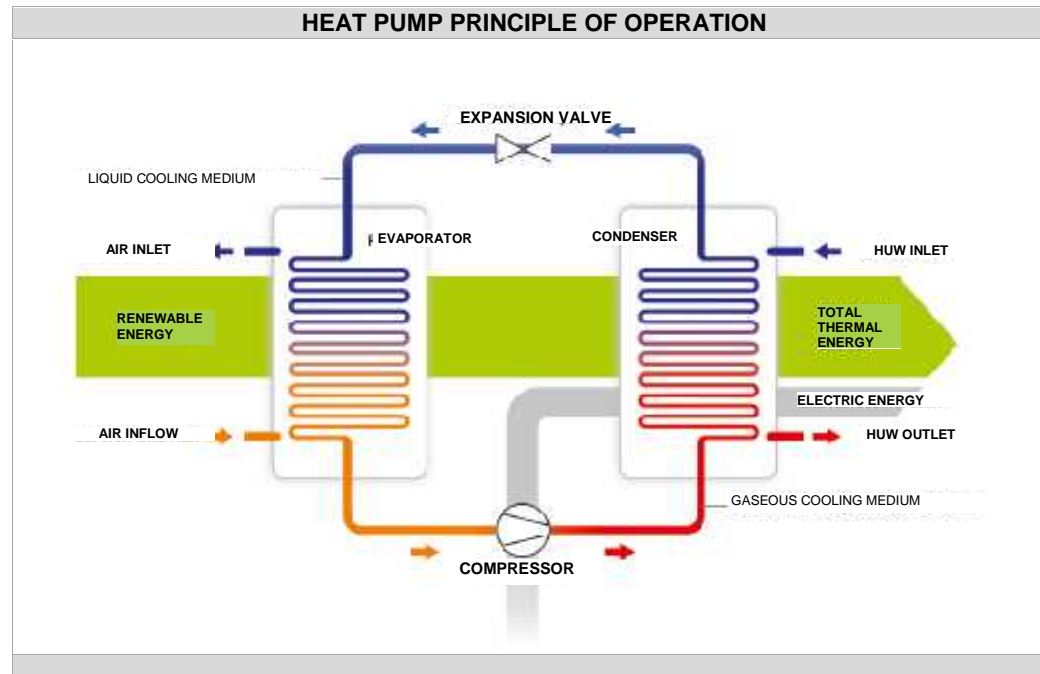 HEAT PUMP PRINCIPLE OF OPERATION
EXPANSION VALVE
LIQUID COOLING MEDIUM
EVAPORATOR
CONDENSER
AIR INLET
HUW INLET
RENEWABLE
ENERGY
TOTAL
THERMAL
ENERGY
ELECTRIC ENERGY
AIR INFLOW
HUW OUTLET
GASEOUS COOLING MEDIUM
COMPRESSOR